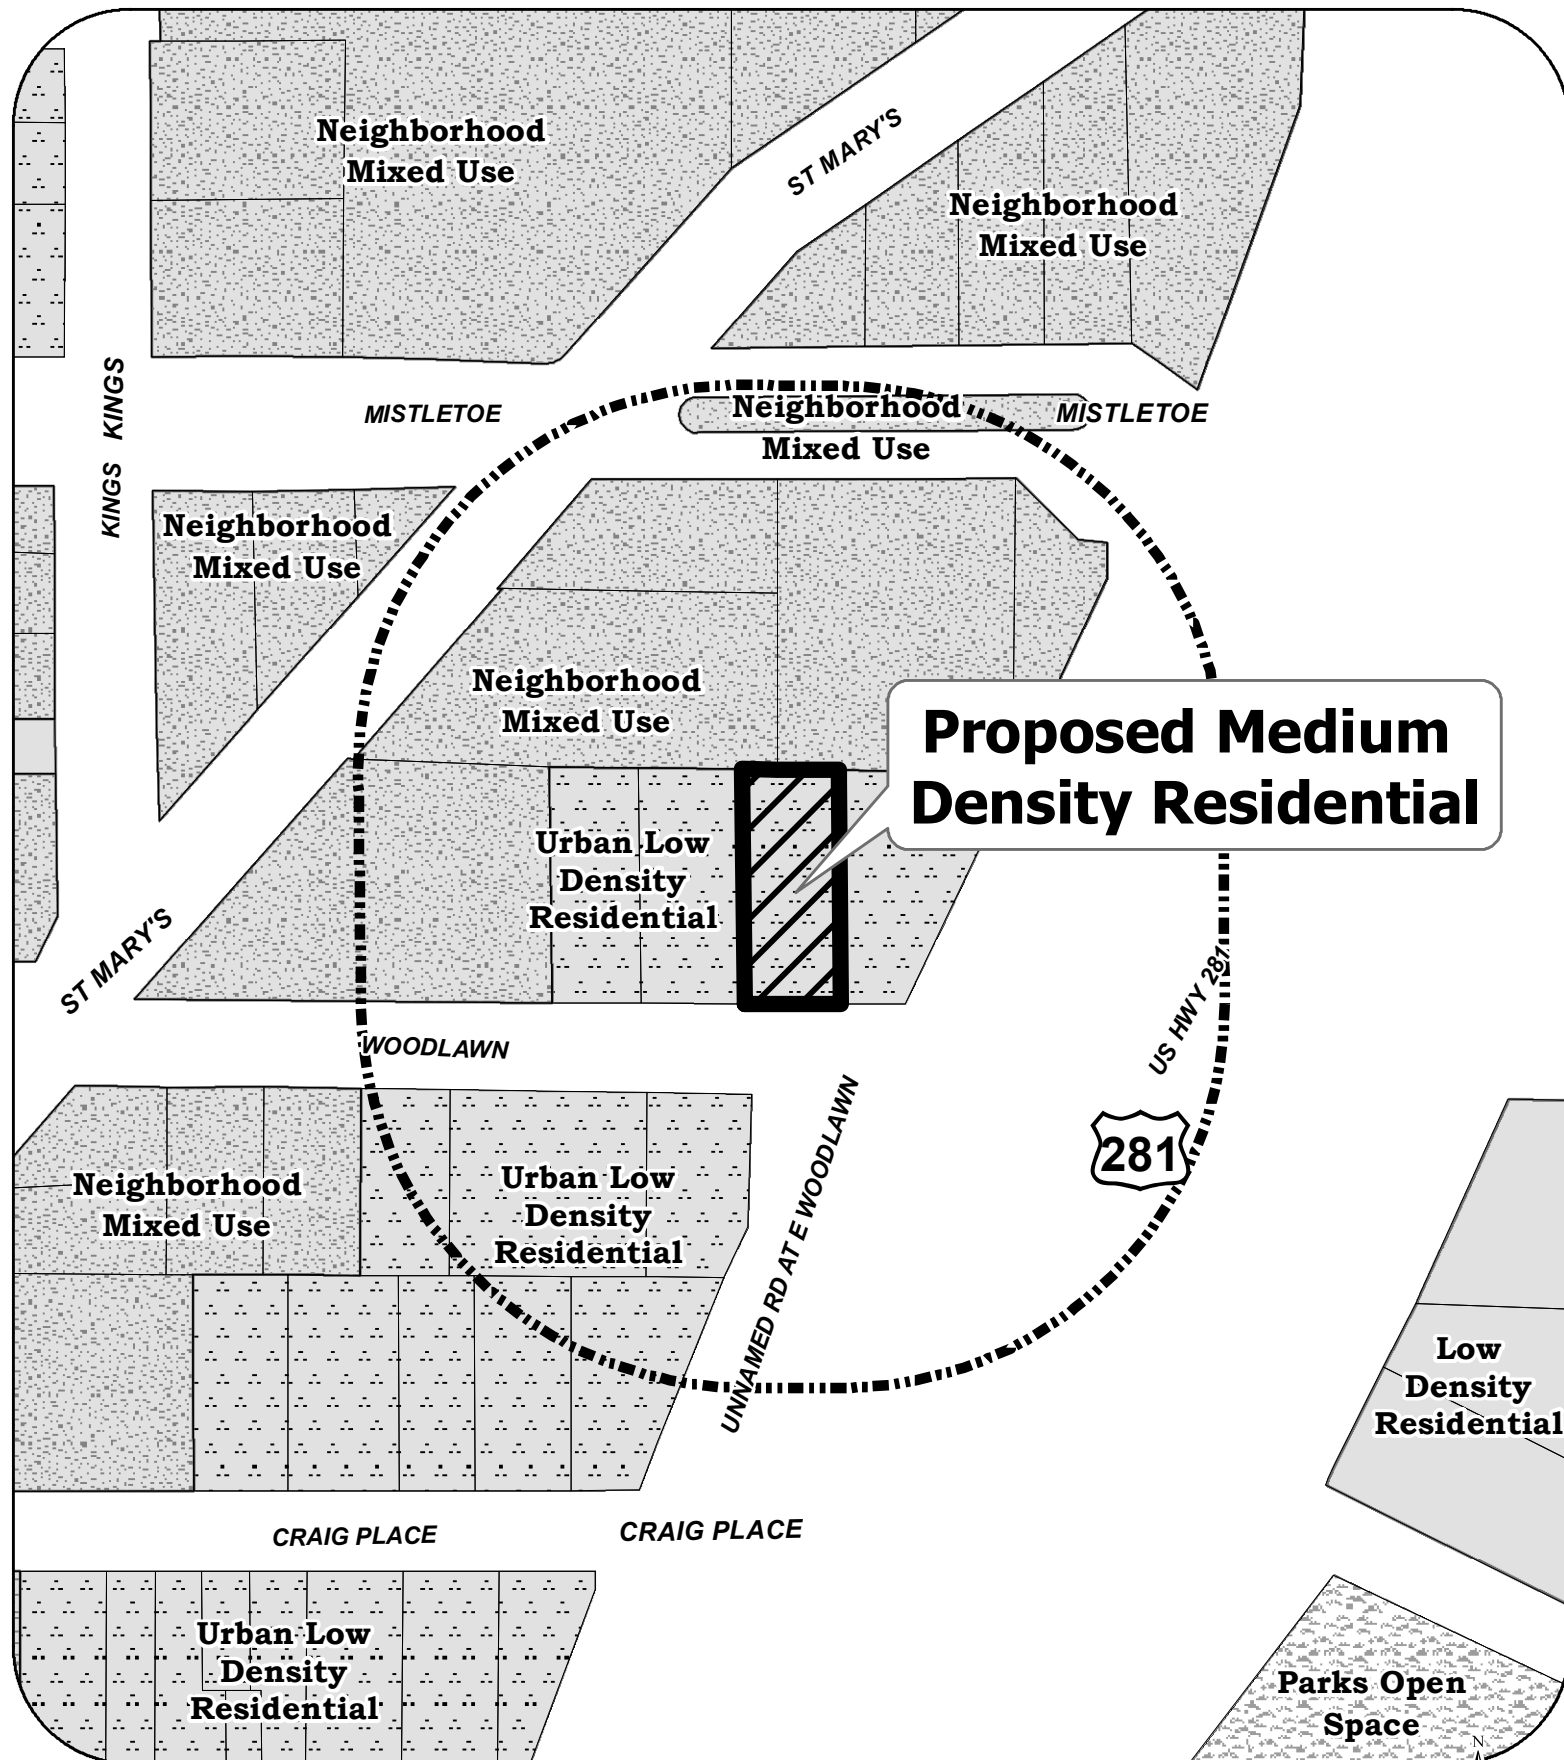 Neighborhood
Mixed Use
ST MARY'S
Neighborhood
Mixed Use
KINGS
KINGS
MISTLETOE
Neighborhood
Mixed Use
MISTLETOE
Neighborhood
Mixed Use
Neighborhood
Mixed Use
Proposed Medium
Density Residential
Urban Low
Density
Residential
ST MARY'S
WOODLAWN
US HWY 281
281
UNNAMED RD AT E WOODLAWN
Neighborhood
Mixed Use
Urban Low
Density
Residential
Low
Density
Residential
CRAIG PLACE
CRAIG PLACE
Urban Low
Density
Residential
Parks Open
Space
N